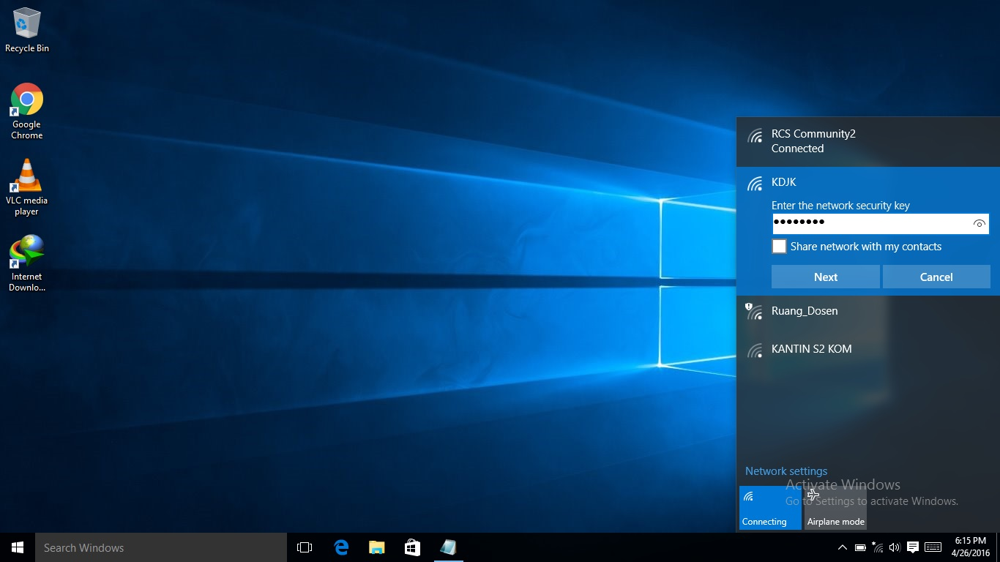 Recycle Bin
Google
Chrome
VLC media
player
Internet
Downlo...
RCS Community2
Connected
KDJK
Enter the network security key
Share network with my contacts
Next
Cancel
Ruang_Dosen
KANTIN S2 KOM
Network settings
Activate Windows
Go to Settings to activate Windows.
Connecting
Airplane mode
Search Windows
6:15 PM
4/26/2016